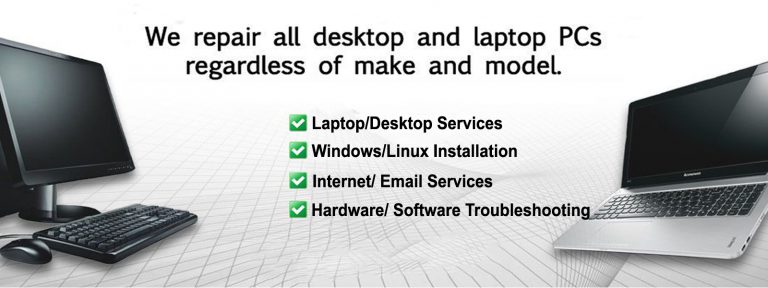 We repair all desktop and laptop PCs
regardless of make and model.
Laptop/Desktop Services
Windows/Linux Installation
Internet/ Email Services
Hardware/ Software Troubleshooting
lenovo